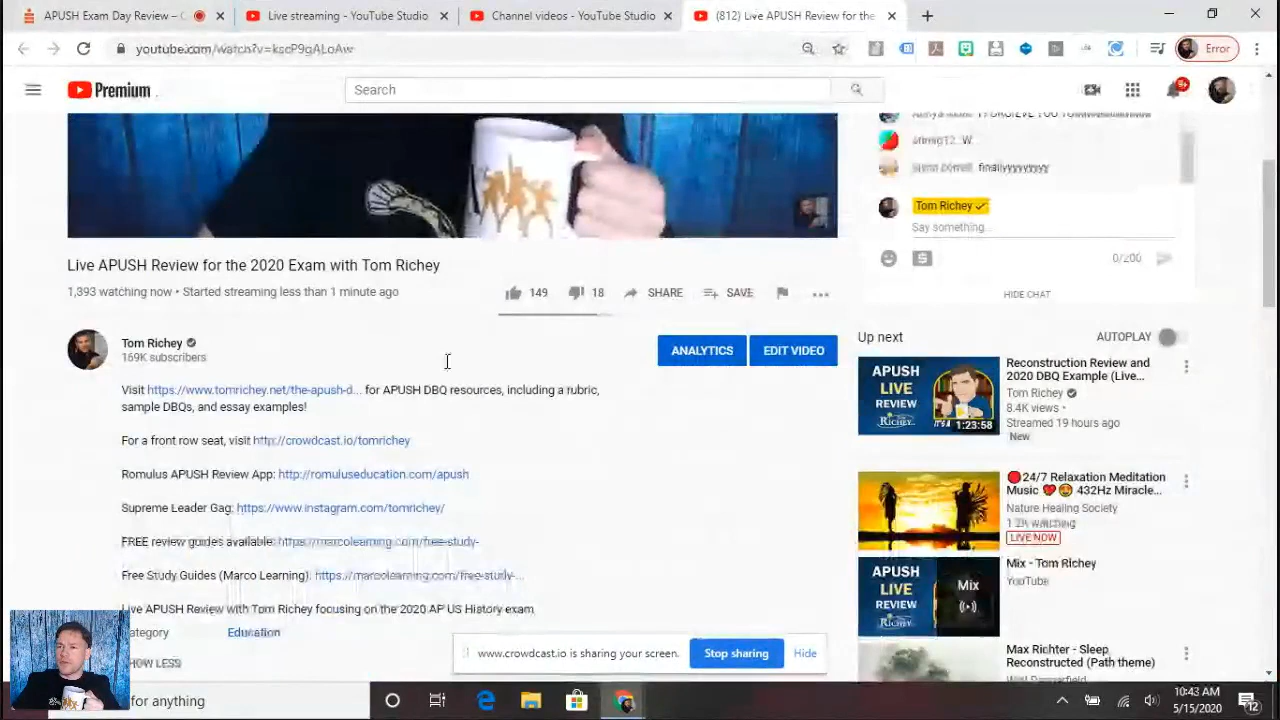 APUSH Exam Day Review – C
Live streaming - YouTube Studio
Channel videos - YouTube Studio
(812) Live APUSH Review for the
youtube.com/watch?v=kscP9gALoAw
Error
Premium
Search
9+
finallyyyyyyyy
Tom Richey
Say something...
0/200
HIDE CHAT
Live APUSH Review for the 2020 Exam with Tom Richey
1,393 watching now • Started streaming less than 1 minute ago
149
18
SHARE
SAVE
Tom Richey
169K subscribers
ANALYTICS
EDIT VIDEO
Visit https://www.tomrichey.net/the-apush-d... for APUSH DBQ resources, including a rubric,
sample DBQs, and essay examples!
For a front row seat, visit http://crowdcast.io/tomrichey
Romulus APUSH Review App: http://romuluseducation.com/apush
Supreme Leader Gag: https://www.instagram.com/tomrichey/
FREE review guides available: https://marcolearning.com/free-study-
Free Study Guides (Marco Learning): https://marcolearning.com/free-study-...
Live APUSH Review with Tom Richey focusing on the 2020 AP US History exam
ategory
Education
HOW LESS
Up next
AUTOPLAY
APUSH
LIVE
REVIEW
RICHEY
1:23:58
Reconstruction Review and
2020 DBQ Example (Live...
Tom Richey
8.4K views •
Streamed 19 hours ago
New
24/7 Relaxation Meditation
Music 432Hz Miracle...
Nature Healing Society
watching
LIVE NOW
APUSH
LIVE
REVIEW
RICHEY
Mix
Mix - Tom Richey
YouTube
Max Richter - Sleep
Reconstructed (Path theme)
www.crowdcast.io is sharing your screen.
Stop sharing
Hide
for anything
10:43 AM
5/15/2020
12